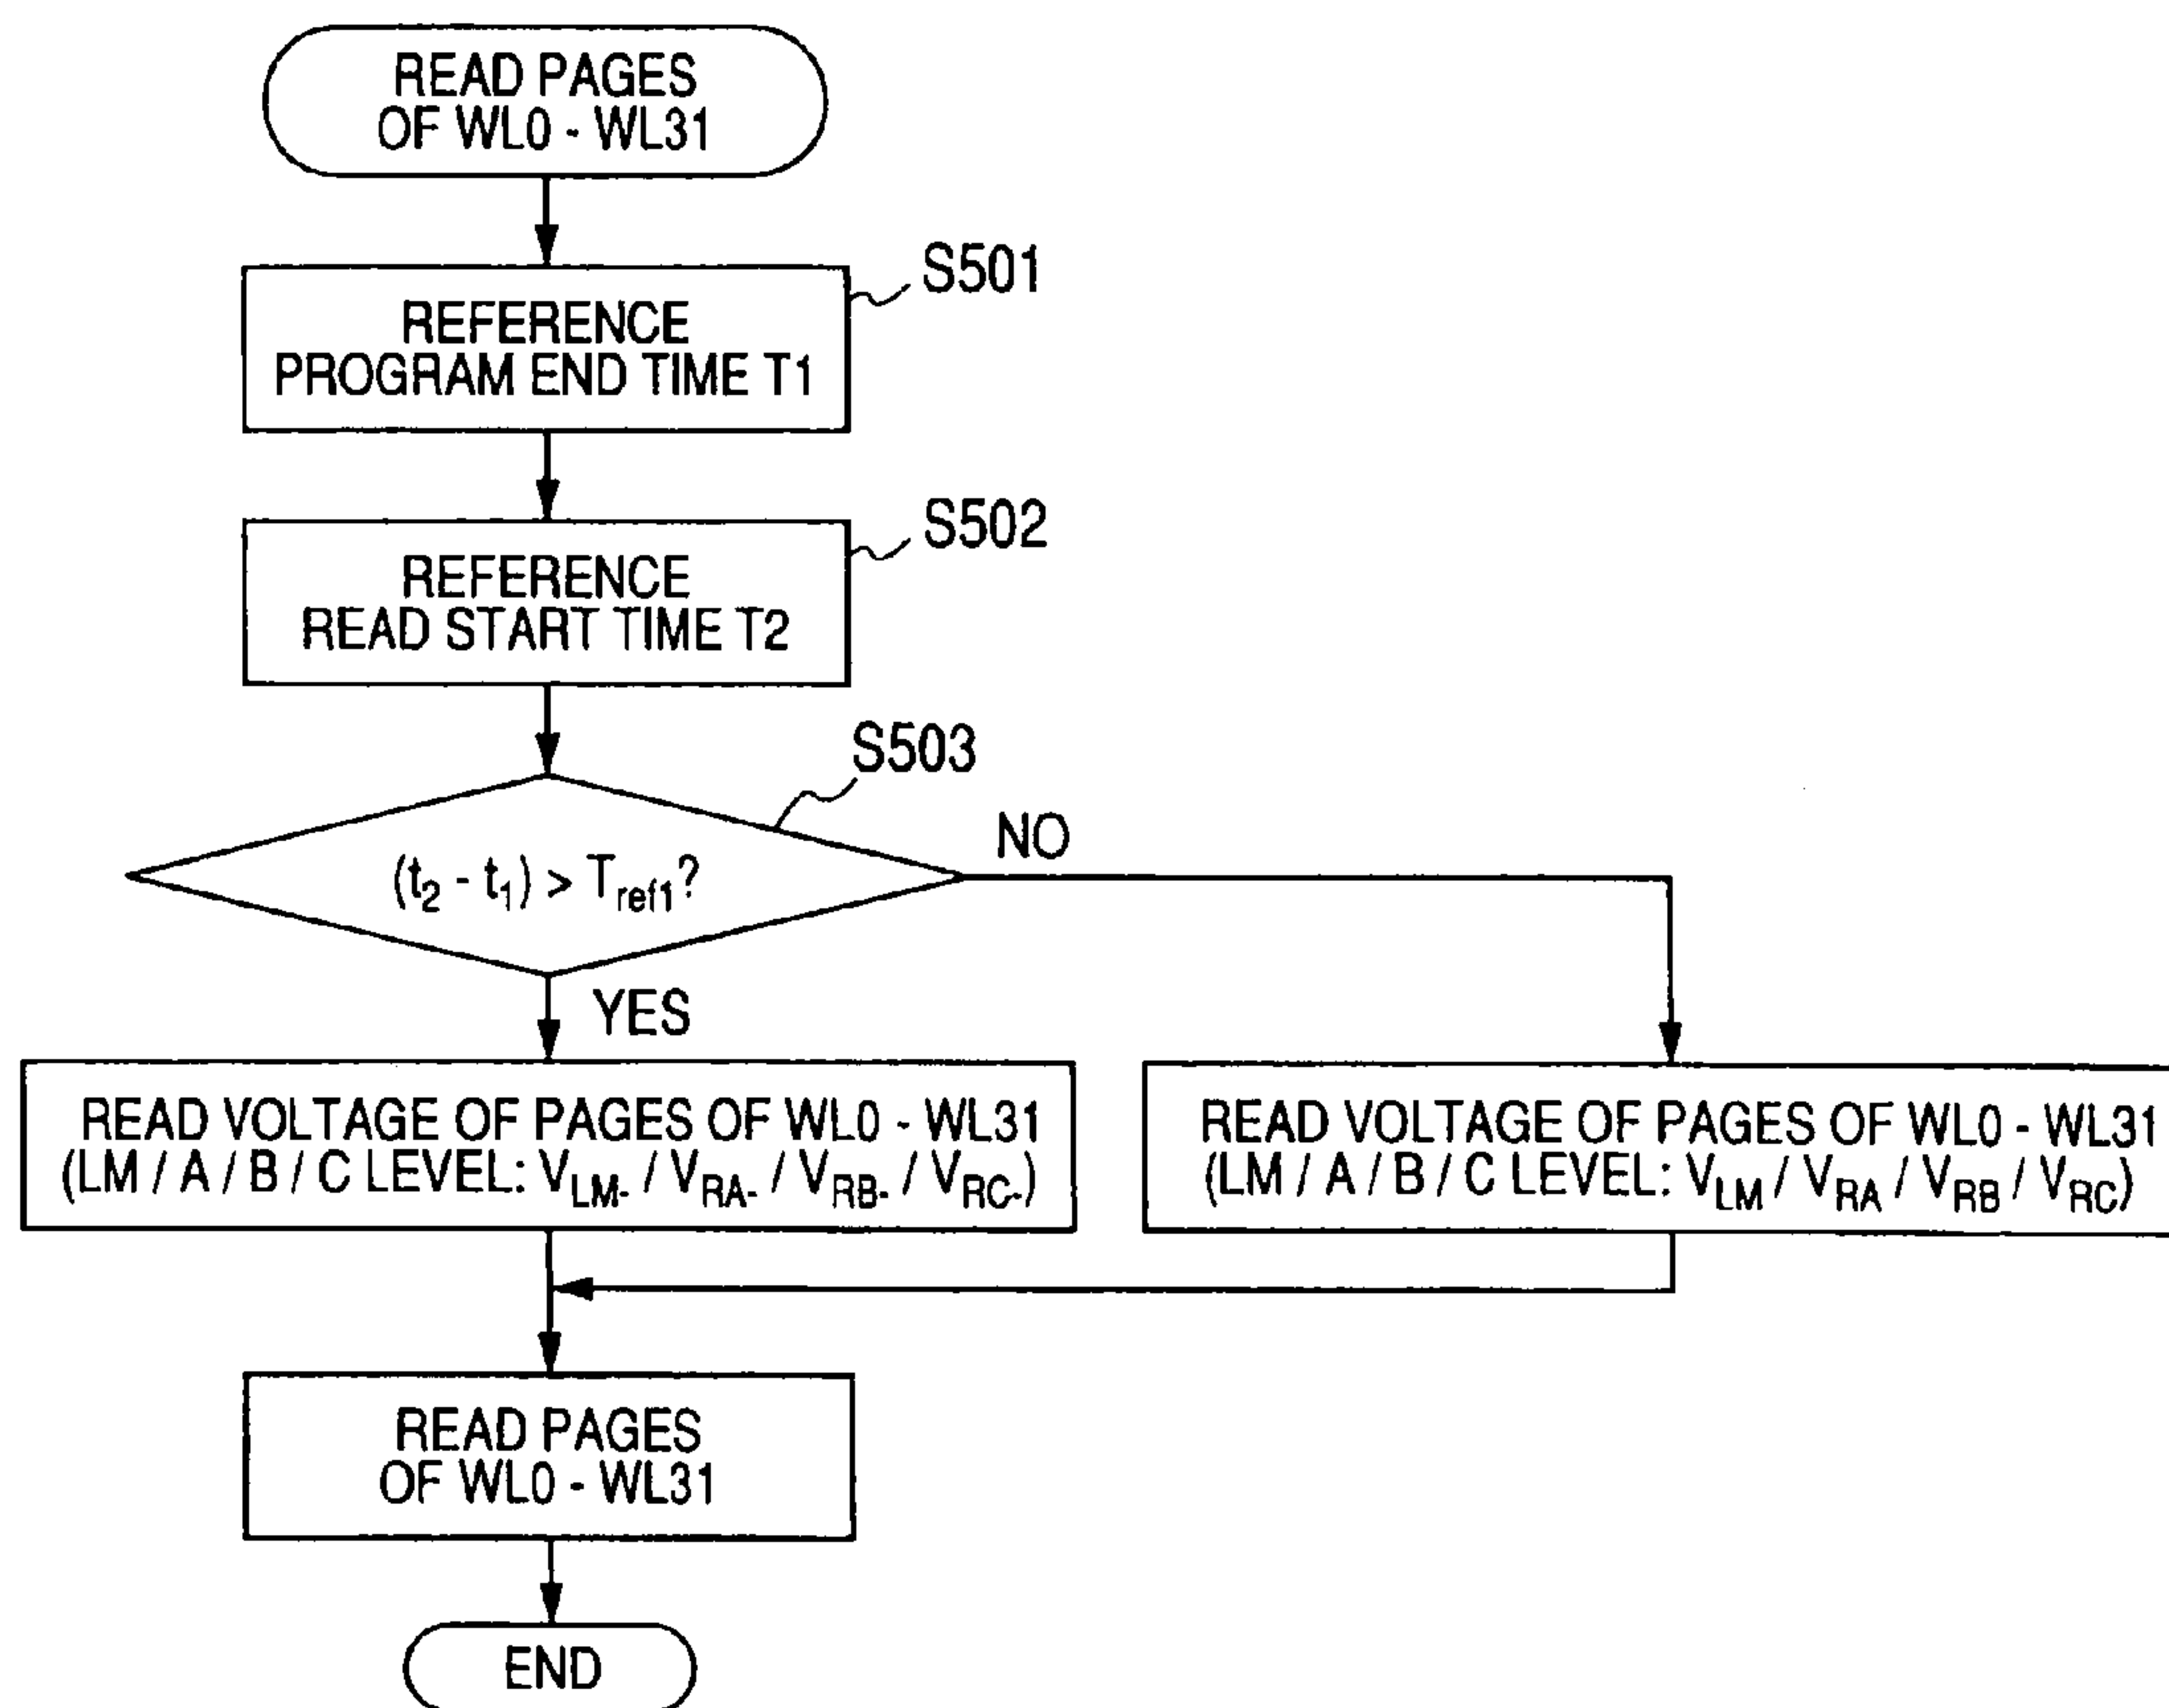 READ PAGES
OF WL0 - WL31
S501
REFERENCE
PROGRAM END TIME T1
S502
REFERENCE
READ START TIME T2
S503
(t2 - t1) > Tref1?
NO
YES
READ VOLTAGE OF PAGES OF WL0 - WL31
(LM / A / B / C LEVEL: VLM- / VRA- / VRB- / VRC-)
READ VOLTAGE OF PAGES OF WL0 - WL31
(LM / A / B / C LEVEL: VLM / VRA / VRB / VRC)
READ PAGES
OF WL0 - WL31
END